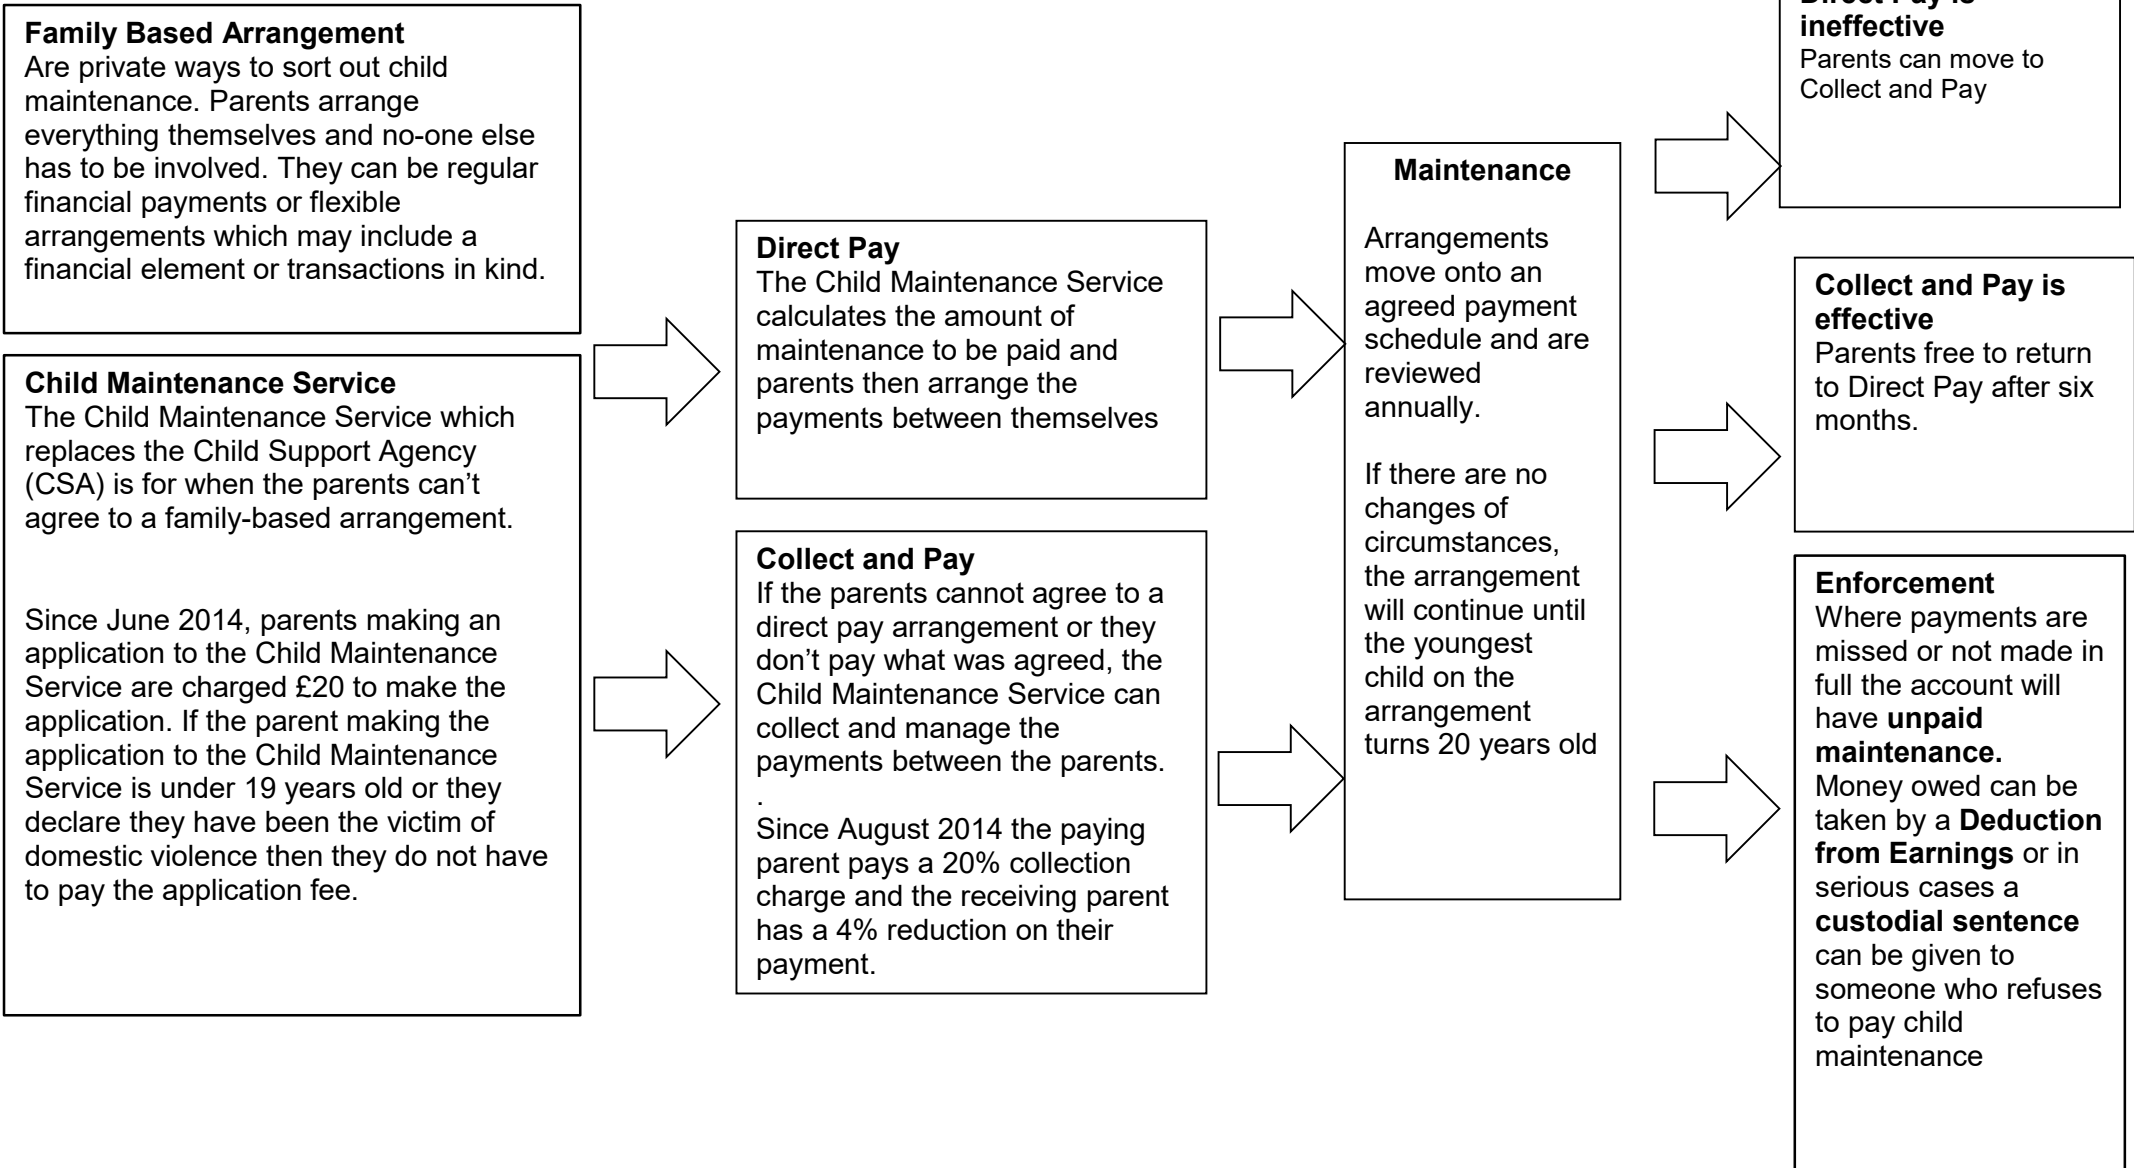 Family Based Arrangement
Are private ways to sort out child
maintenance. Parents arrange
everything themselves and no-one else
has to be involved. They can be regular
financial payments or flexible
arrangements which may include a
financial element or transactions in kind.
Child Maintenance Service
The Child Maintenance Service which
replaces the Child Support Agency
(CSA) is for when the parents can’t
agree to a family-based arrangement.
Since June 2014, parents making an
application to the Child Maintenance
Service are charged £20 to make the
application. If the parent making the
application to the Child Maintenance
Service is under 19 years old or they
declare they have been the victim of
domestic violence then they do not have
to pay the application fee.
Direct Pay
The Child Maintenance Service
calculates the amount of
maintenance to be paid and
parents then arrange the
payments between themselves
Collect and Pay
If the parents cannot agree to a
direct pay arrangement or they
don’t pay what was agreed, the
Child Maintenance Service can
collect and manage the
payments between the parents.
.
Since August 2014 the paying
parent pays a 20% collection
charge and the receiving parent
has a 4% reduction on their
payment.
Maintenance
Arrangements
move onto an
agreed payment
schedule and are
reviewed
annually.
If there are no
changes of
circumstances,
the arrangement
will continue until
the youngest
child on the
arrangement
turns 20 years old
Direct Pay is
ineffective
Parents can move to
Collect and Pay
Collect and Pay is
effective
Parents free to return
to Direct Pay after six
months.
Enforcement
Where payments are
missed or not made in
full the account will
have unpaid
maintenance.
Money owed can be
taken by a Deduction
from Earnings or in
serious cases a
custodial sentence
can be given to
someone who refuses
to pay child
maintenance